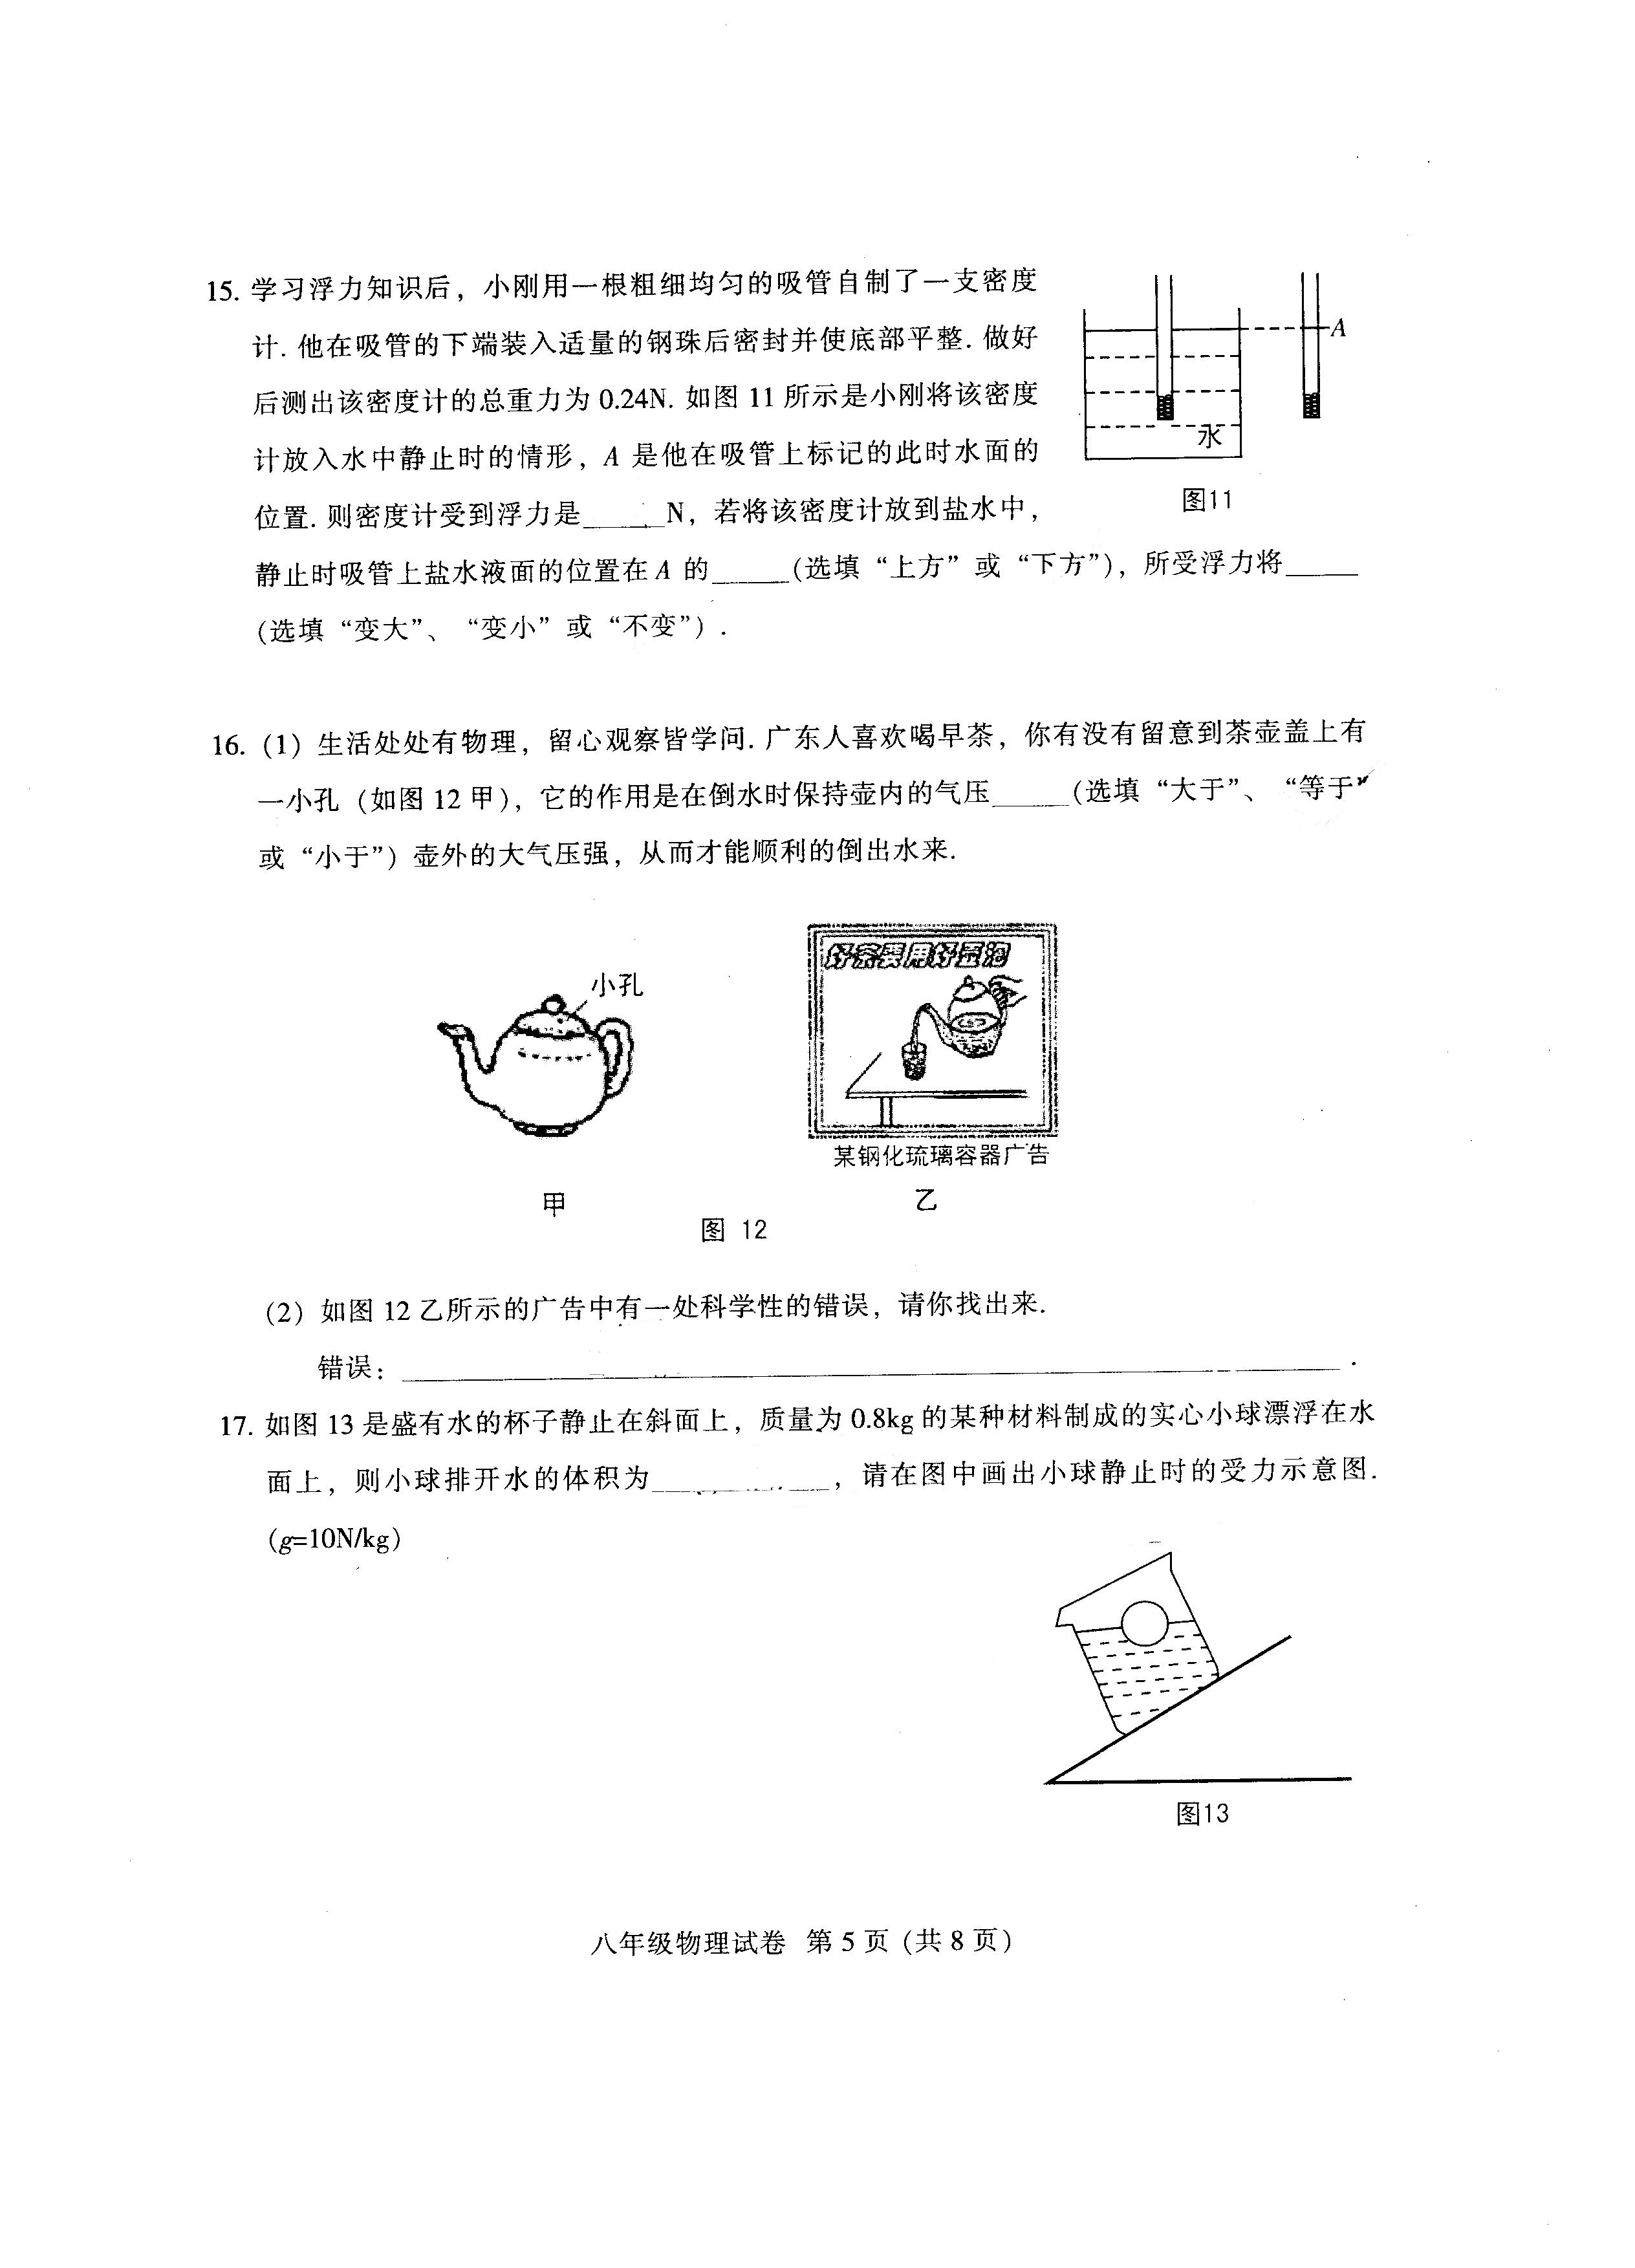 15. 学习浮力知识后，小刚用一根粗细均匀的吸管自制了一支密度
计. 他在吸管的下端装入适量的钢珠后密封并使底部平整. 做好
后测出该密度计的总重力为 0.24N. 如图 11 所示是小刚将该密度
计放入水中静止时的情形，A 是他在吸管上标记的此时水面的
位置. 则密度计受到浮力是_____N，若将该密度计放到盐水中，
静止时吸管上盐水液面的位置在 A 的_____(选填“上方”或“下方”)，所受浮力将_____
(选填“变大”、“变小”或“不变”) .
A
水
图11
16. (1) 生活处处有物理，留心观察皆学问. 广东人喜欢喝早茶，你有没有留意到茶壶盖上有
一小孔 (如图 12 甲)，它的作用是在倒水时保持壶内的气压_____(选填“大于”、“等于”
或“小于”) 壶外的大气压强，从而才能顺利的倒出水来.
小孔
好茶要用好壶泡
某钢化琉璃容器广告
甲
乙
图 12
(2) 如图 12 乙所示的广告中有一处科学性的错误，请你找出来.
错误：_____.
17. 如图 13 是盛有水的杯子静止在斜面上，质量为 0.8kg 的某种材料制成的实心小球漂浮在水
面上，则小球排开水的体积为_____，请在图中画出小球静止时的受力示意图.
(g=10N/kg)
图13
八年级物理试卷 第 5 页 (共 8 页)